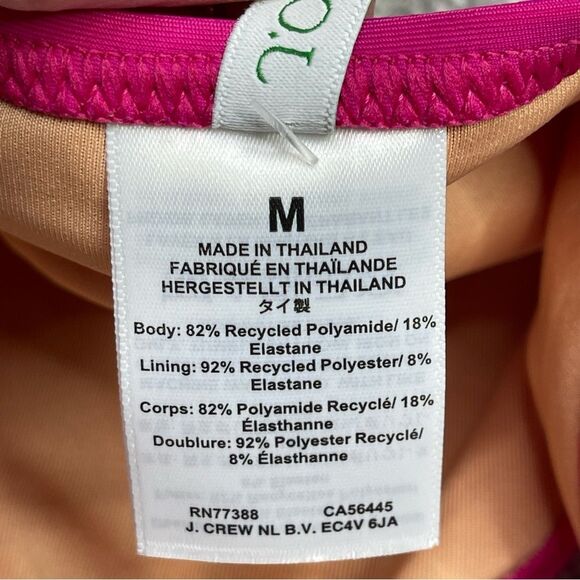 J.C
M
MADE IN THAILAND
FABRIQUÉ EN THAÏLANDE
HERGESTELLT IN THAILAND
タイ製
Body: 82% Recycled Polyamide/ 18%
Elastane
Lining: 92% Recycled Polyester/ 8%
Elastane
Corps: 82% Polyamide Recyclé/ 18%
Élasthanne
Doublure: 92% Polyester Recyclé/
8% Élasthanne
RN77388 CA56445
J. CREW NL B.V. EC4V 6JA